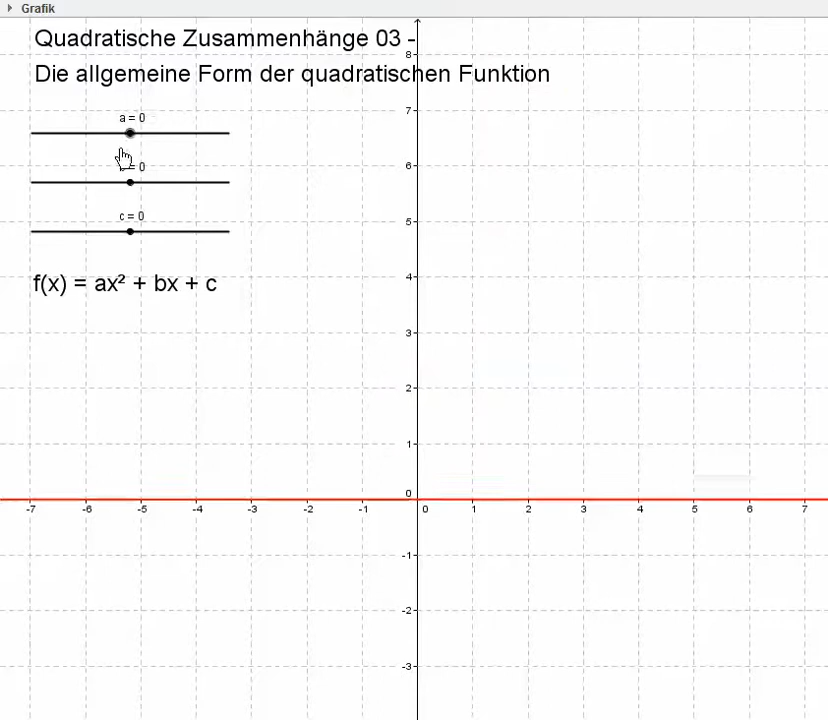 Grafik
Quadratische Zusammenhänge 03 -
Die allgemeine Form der quadratischen Funktion
a = 0
= 0
c = 0
f(x) = ax² + bx + c
8
7
6
5
4
3
2
1
0
-7 -6 -5 -4 -3 -2 -1 0 1 2 3 4 5 6 7
-1
-2
-3